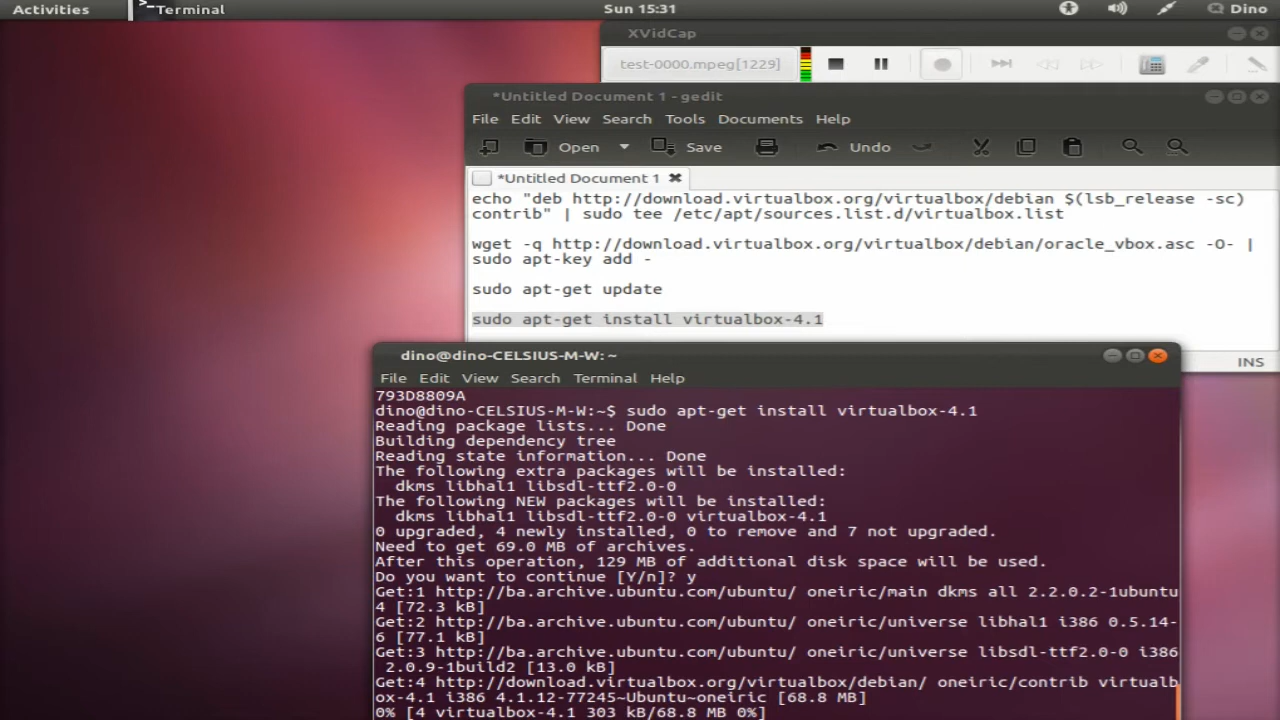 Activities
Terminal
Sun 15:31
Dino
XVidCap
test-0000.mpeg[1229]
*Untitled Document 1 - gedit
File Edit View Search Tools Documents Help
Open Save Undo
*Untitled Document 1
echo "deb http://download.virtualbox.org/virtualbox/debian $(lsb_release -sc)
contrib" | sudo tee /etc/apt/sources.list.d/virtualbox.list
wget -q http://download.virtualbox.org/virtualbox/debian/oracle_vbox.asc -O- |
sudo apt-key add -
sudo apt-get update
sudo apt-get install virtualbox-4.1
INS
dino@dino-CELSIUS-M-W: ~
File Edit View Search Terminal Help
793D8809A
dino@dino-CELSIUS-M-W:~$ sudo apt-get install virtualbox-4.1
Reading package lists... Done
Building dependency tree
Reading state information... Done
The following extra packages will be installed:
dkms libhal1 libsdl-ttf2.0-0
The following NEW packages will be installed:
dkms libhal1 libsdl-ttf2.0-0 virtualbox-4.1
0 upgraded, 4 newly installed, 0 to remove and 7 not upgraded.
Need to get 69.0 MB of archives.
After this operation, 129 MB of additional disk space will be used.
Do you want to continue [Y/n]? y
Get:1 http://ba.archive.ubuntu.com/ubuntu/ oneiric/main dkms all 2.2.0.2-1ubuntu
4 [72.3 kB]
Get:2 http://ba.archive.ubuntu.com/ubuntu/ oneiric/universe libhal1 i386 0.5.14-
6 [77.1 kB]
Get:3 http://ba.archive.ubuntu.com/ubuntu/ oneiric/universe libsdl-ttf2.0-0 i386
2.0.9-1build2 [13.0 kB]
Get:4 http://download.virtualbox.org/virtualbox/debian/ oneiric/contrib virtualb
ox-4.1 i386 4.1.12-77245~Ubuntu~oneiric [68.8 MB]
0% [4 virtualbox-4.1 303 kB/68.8 MB 0%]